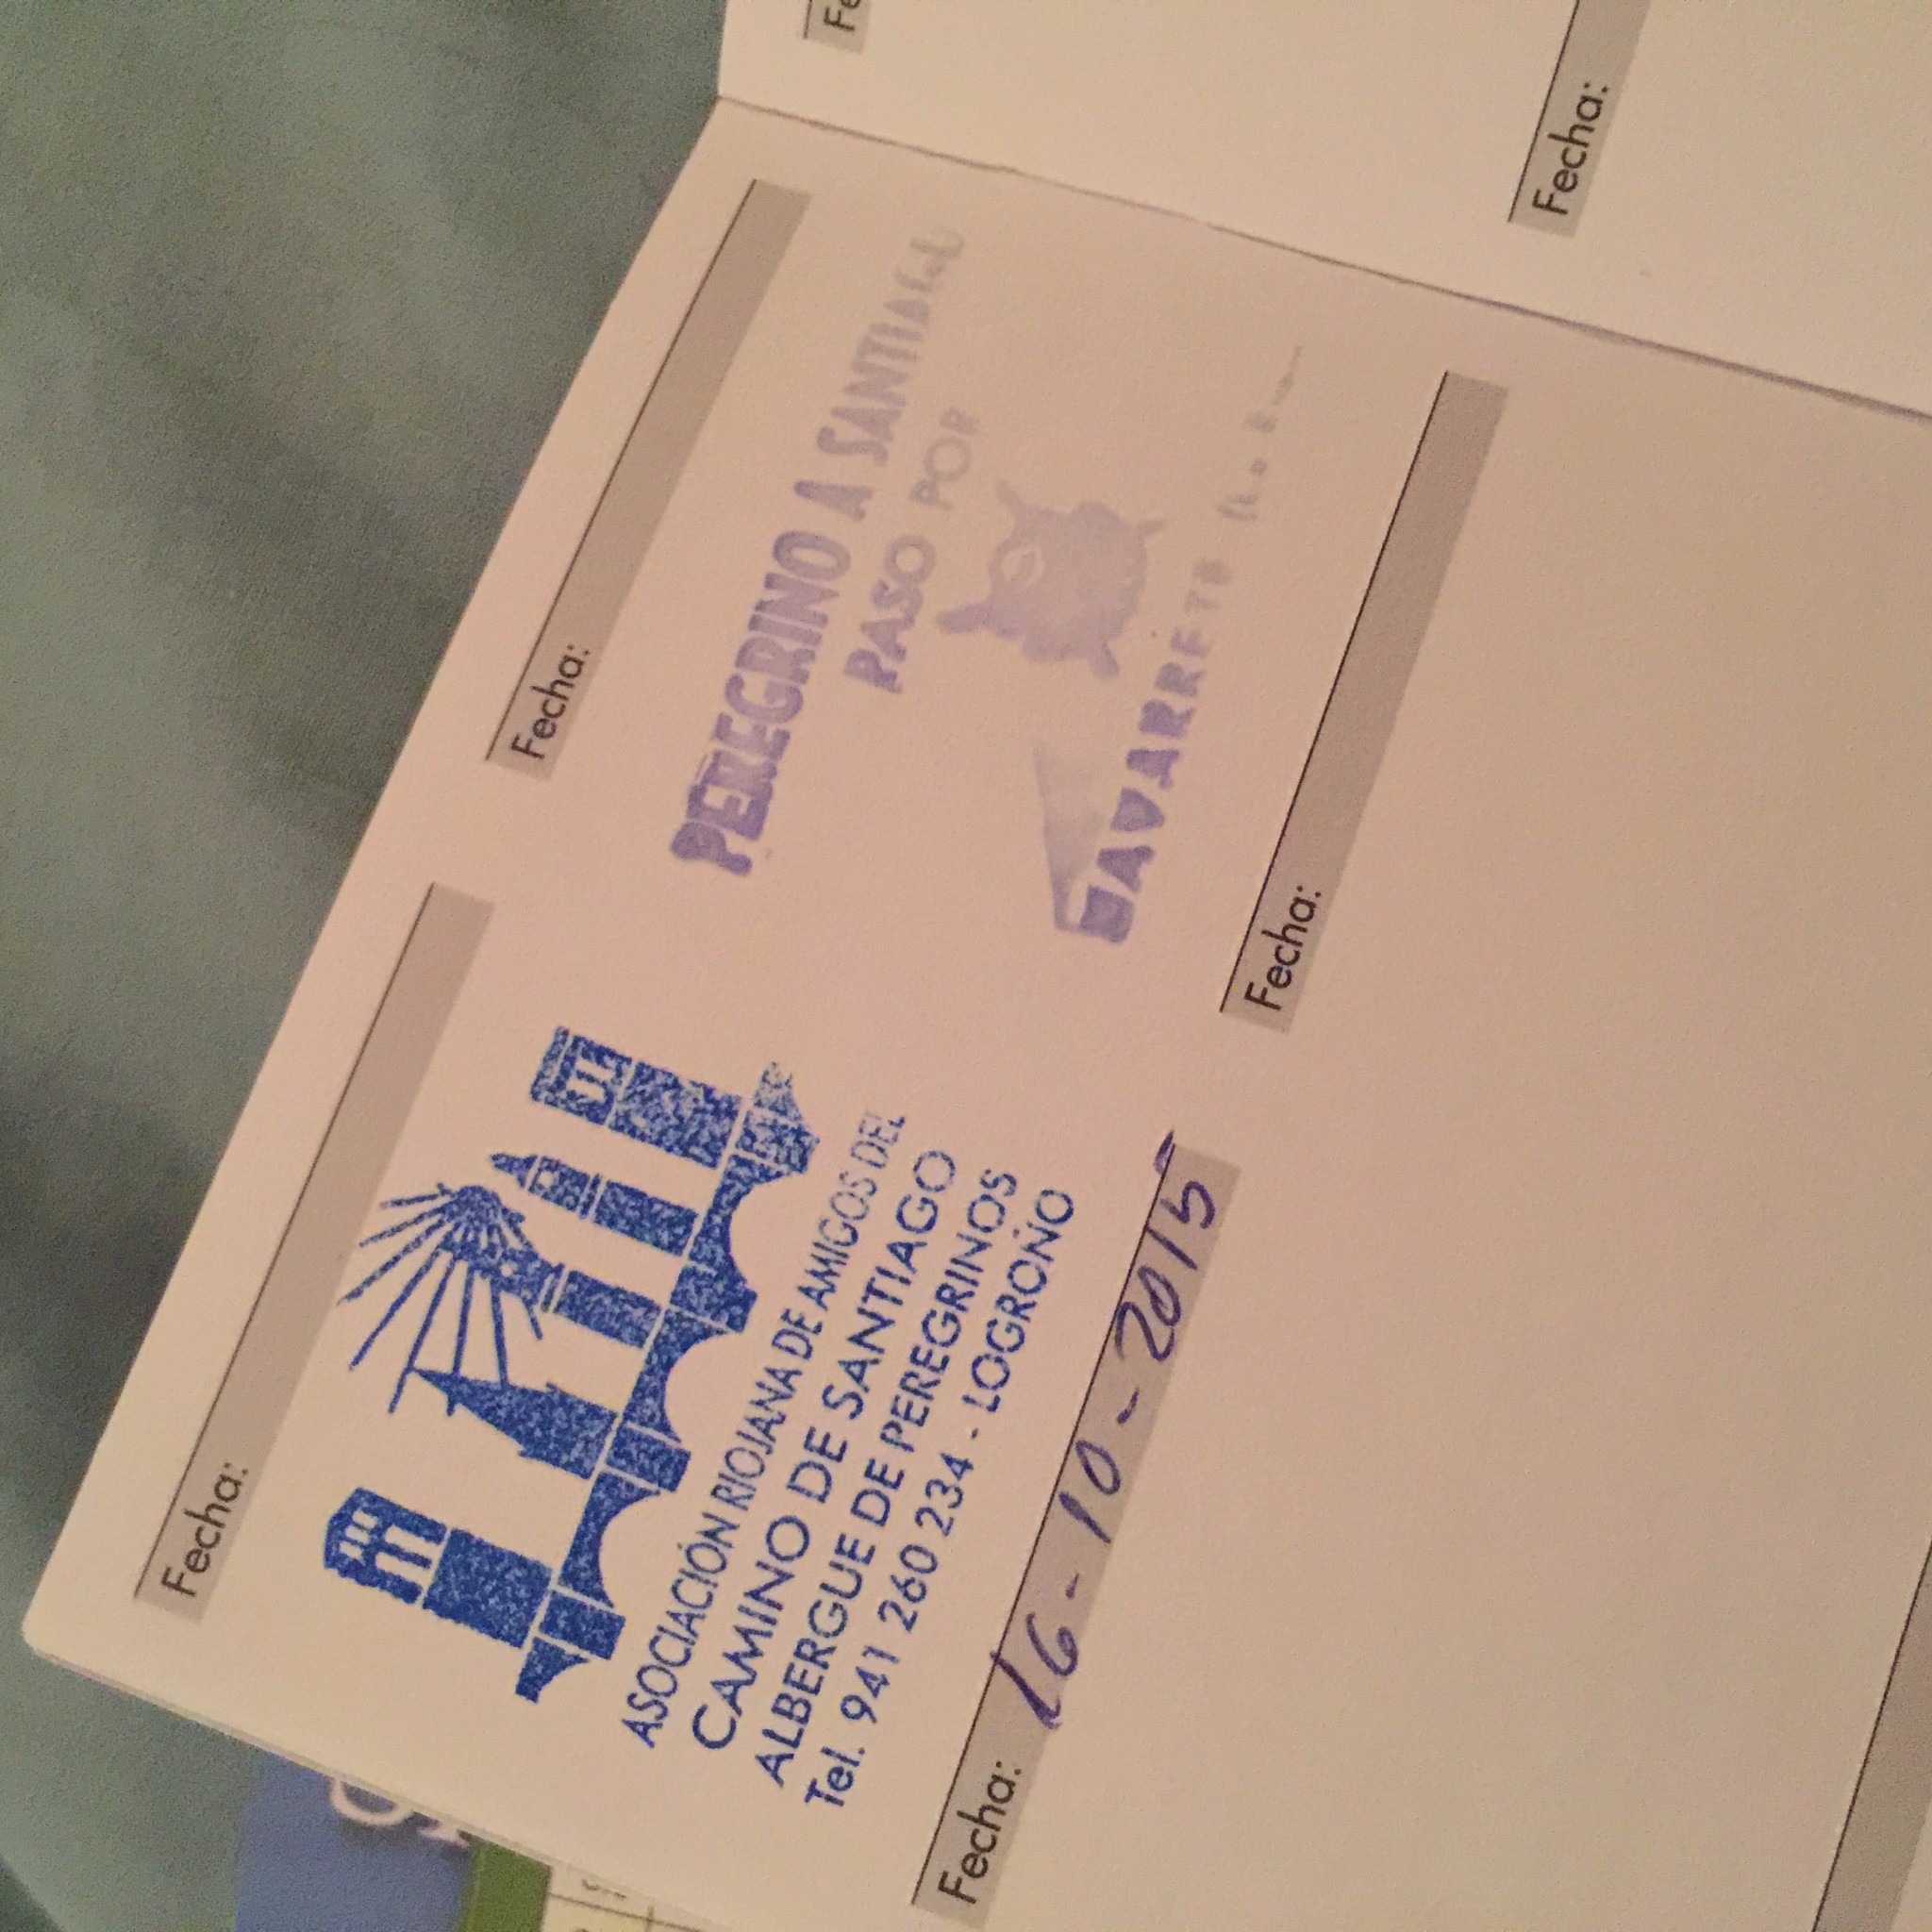 Fecha:
ASOCIACIÓN RIOJANA DE AMIGOS DEL
CAMINO DE SANTIAGO
ALBERGUE DE PEREGRINOS
Tel. 941 260 234 - LOGROÑO
Fecha: 16-10-2015
Fecha:
PEREGRINO A SANTIAGO
PASO POR
NAVARRETE
Fecha:
Fe
Fecha: